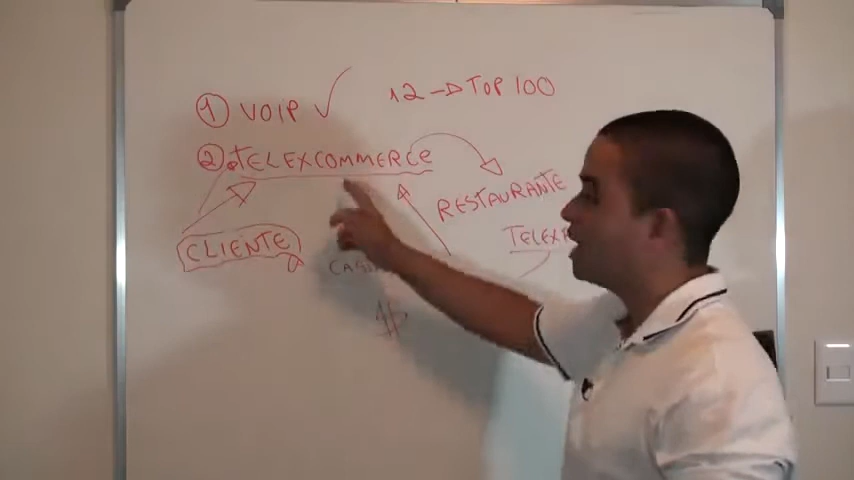 1 VOIP ✓
12 → TOP 100
2 • TELEXCOMMERCE
RESTAURANTE
CLIENTE
$